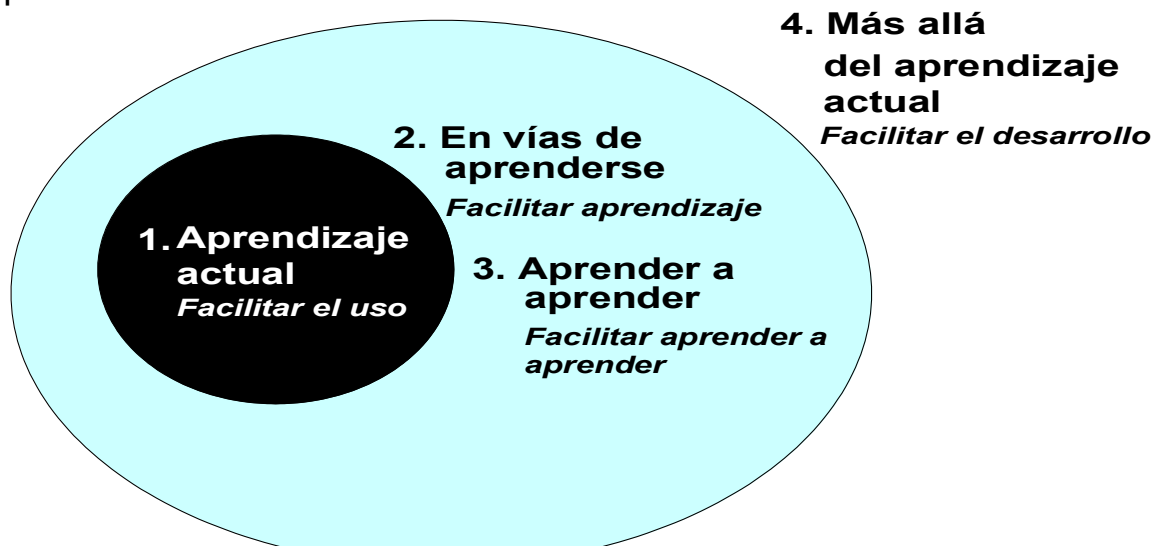 4. Más allá
del aprendizaje
actual
Facilitar el desarrollo
2. En vías de
aprenderse
Facilitar aprendizaje
1. Aprendizaje
actual
Facilitar el uso
3. Aprender a
aprender
Facilitar aprender a
aprender